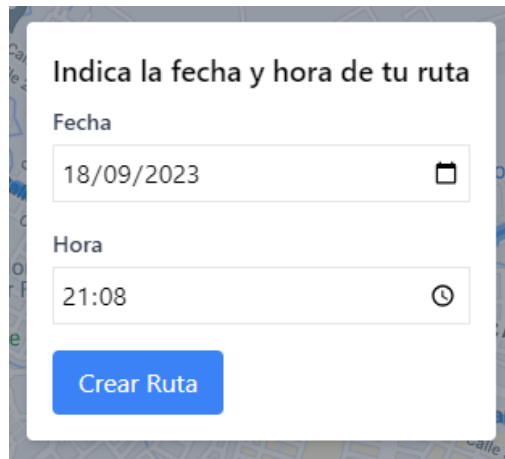 Indica la fecha y hora de tu ruta
Fecha
18/09/2023
Hora
21:08
Crear Ruta